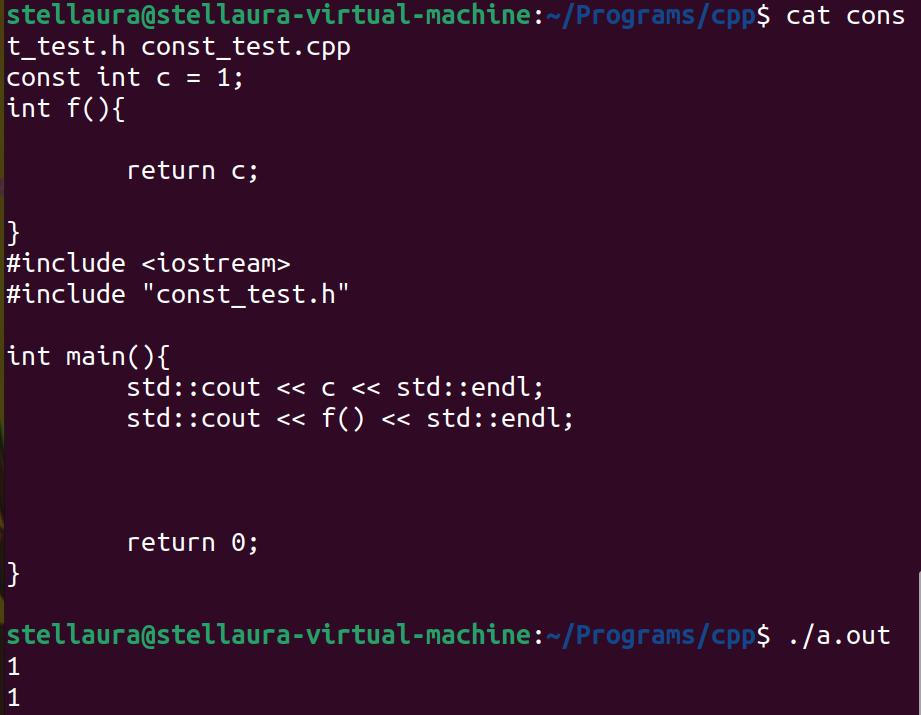 stellaura@stellaura-virtual-machine:~/Programs/cpp$ cat cons
t_test.h const_test.cpp
const int c = 1;
int f(){
        return c;
}
#include <iostream>
#include "const_test.h"
int main(){
        std::cout << c << std::endl;
        std::cout << f() << std::endl;
        return 0;
}
stellaura@stellaura-virtual-machine:~/Programs/cpp$ ./a.out
1
1